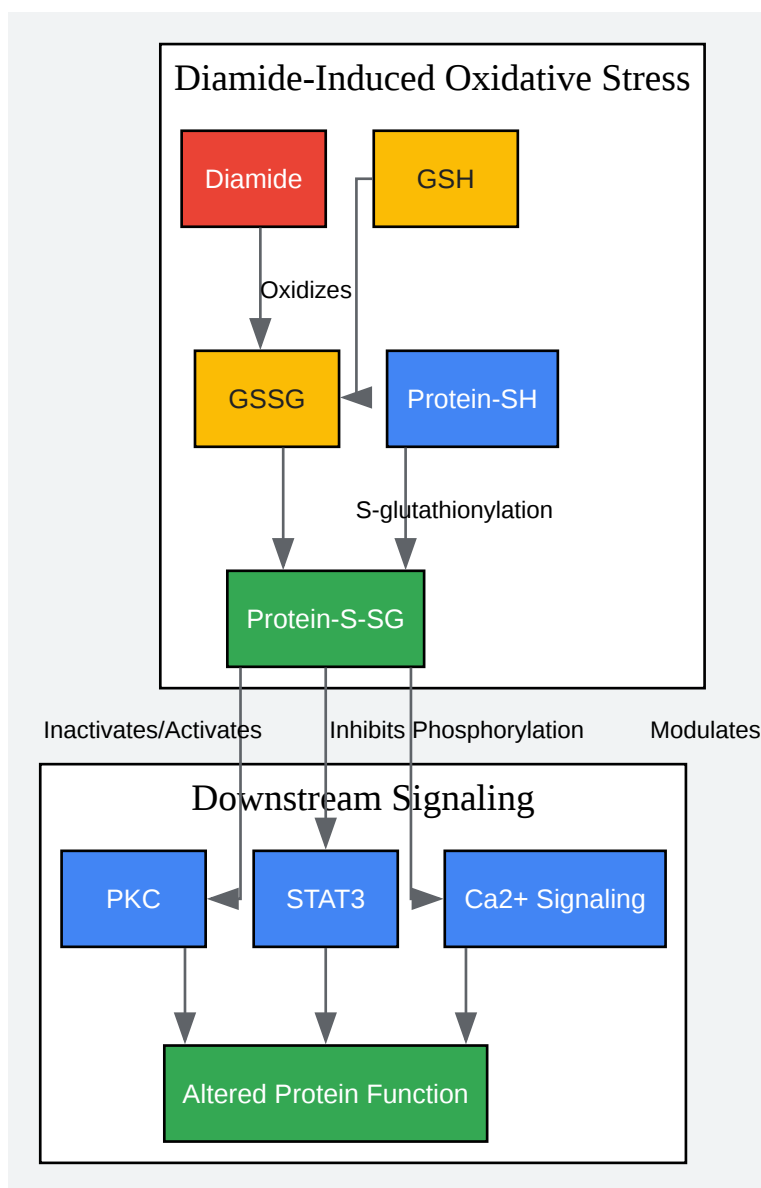 Diamide-Induced Oxidative Stress
Diamide
GSH
Oxidizes
GSSG
Protein-SH
S-glutathionylation
Protein-S-SG
Inactivates/Activates
Inhibits Phosphorylation
Modulates
Downstream Signaling
PKC
STAT3
Ca2+ Signaling
Altered Protein Function